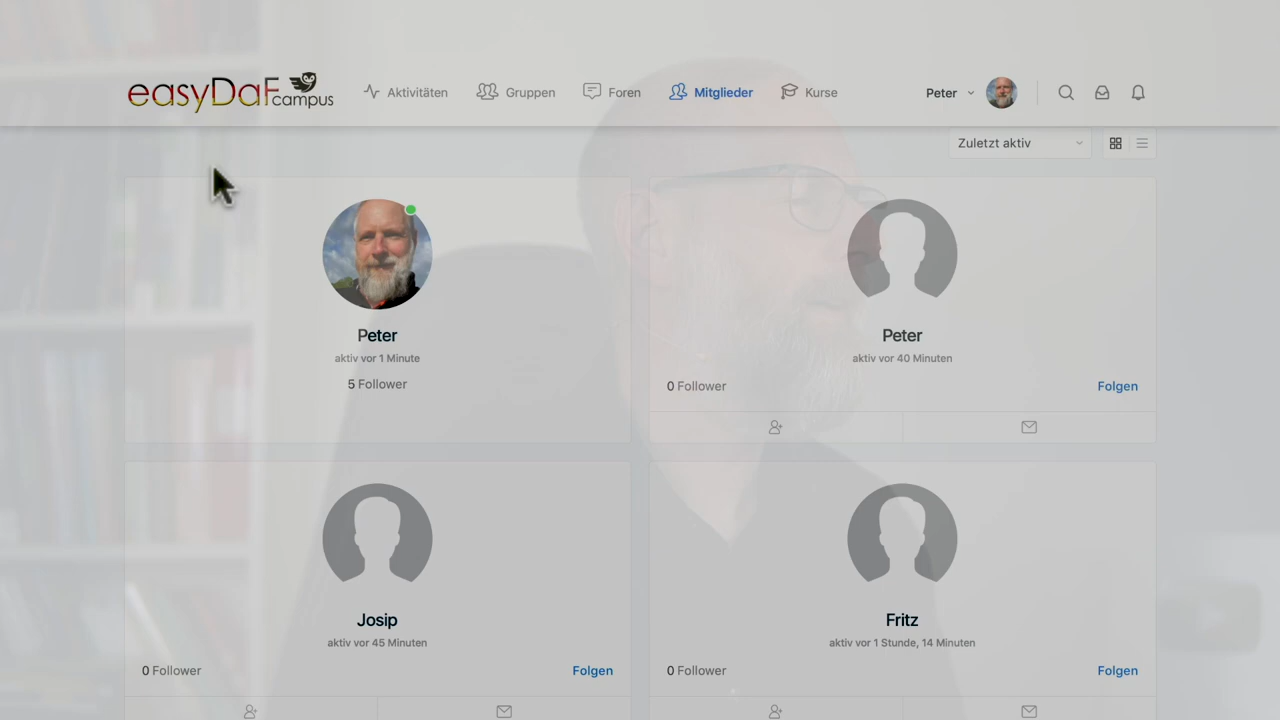 easyDaF campus Aktivitäten Gruppen Foren Mitglieder Kurse Peter
Zuletzt aktiv
Peter
aktiv vor 1 Minute
5 Follower
Peter
aktiv vor 40 Minuten
0 Follower Folgen
Josip
aktiv vor 45 Minuten
0 Follower Folgen
Fritz
aktiv vor 1 Stunde, 14 Minuten
0 Follower Folgen